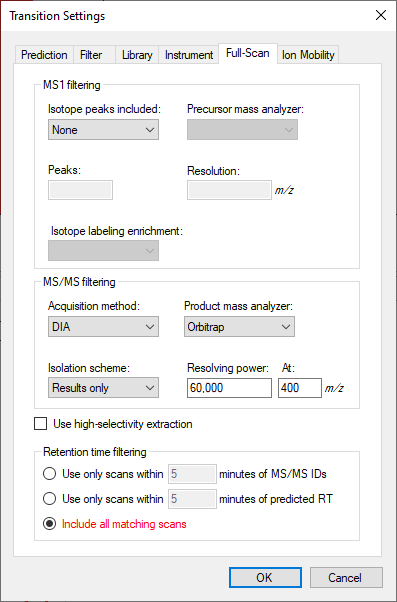 Transition Settings
Prediction Filter Library Instrument Full-Scan Ion Mobility
MS1 filtering
Isotope peaks included: Precursor mass analyzer:
None
Peaks: Resolution:
m/z
Isotope labeling enrichment:
MS/MS filtering
Acquisition method: Product mass analyzer:
DIA Orbitrap
Isolation scheme: Resolving power: At:
Results only 60,000 400 m/z
Use high-selectivity extraction
Retention time filtering
Use only scans within 5 minutes of MS/MS IDs
Use only scans within 5 minutes of predicted RT
Include all matching scans
OK Cancel